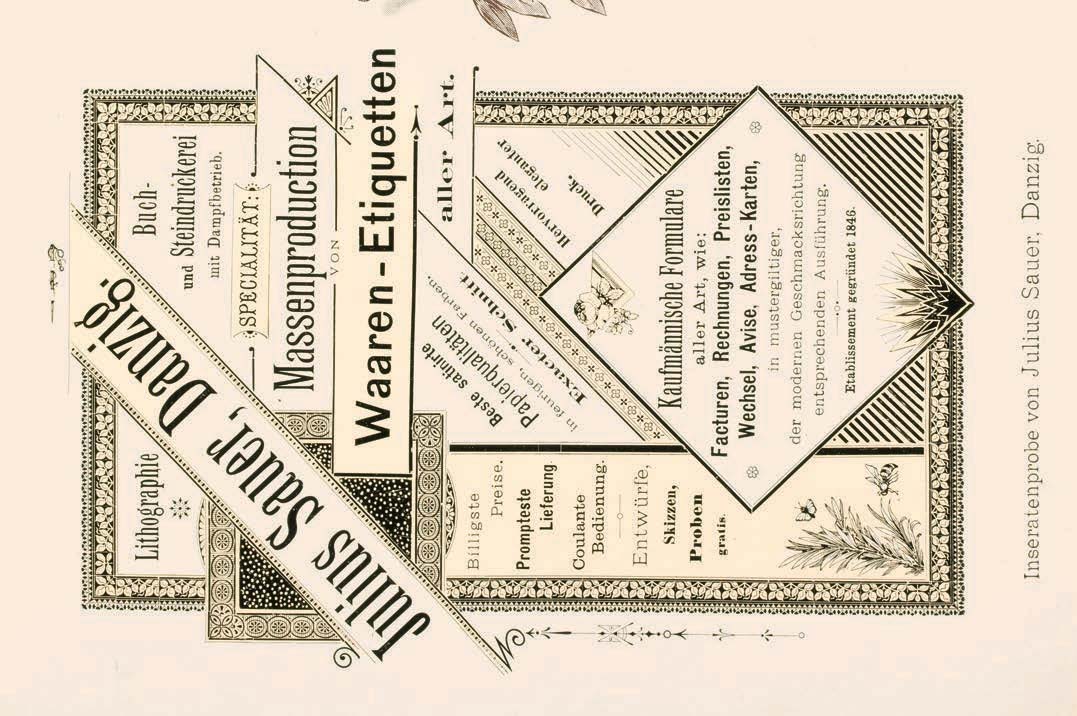 Lithographie
Buch-
und Steindruckerei
mit Dampfbetrieb.
Julius Sauer, Danzig.
SPECIALITÄT:
Massenproduction
VON
Waaren-Etiquetten
aller Art.
Beste satinirte
Papierqualitäten
in feurigen, schönen Farben.
Exacter Schnitt.
Hervorragend
eleganter
Druck.
Billigste
Preise.
Prompteste
Lieferung.
Coulante
Bedienung.
Entwürfe,
Skizzen,
Proben
gratis.
Kaufmännische Formulare
aller Art, wie:
Facturen, Rechnungen, Preislisten,
Wechsel, Avise, Adress-Karten,
in mustergiltiger,
der modernen Geschmacksrichtung
entsprechenden Ausführung.
Etablissement gegründet 1846.
Inseratenprobe von Julius Sauer, Danzig.